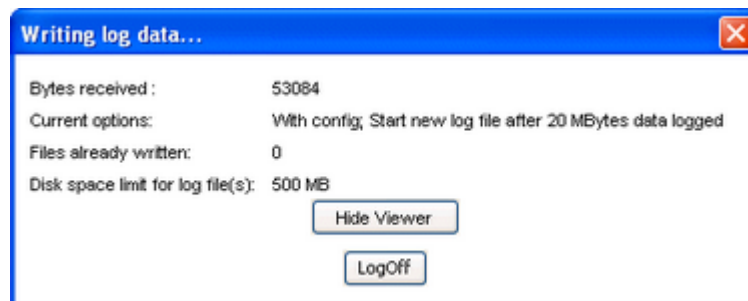 Writing log data...
Bytes received : 53084
Current options: With config; Start new log file after 20 MBytes data logged
Files already written: 0
Disk space limit for log file(s): 500 MB
Hide Viewer
LogOff